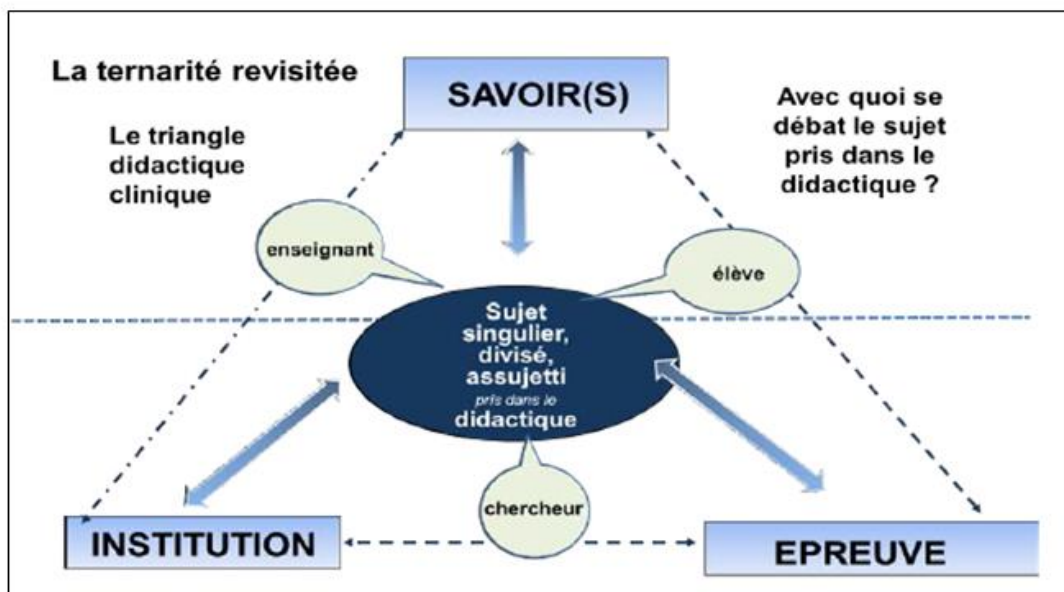 La ternarité revisitée
SAVOIR(S)
Le triangle
didactique
clinique
Avec quoi se
débat le sujet
pris dans le
didactique ?
enseignant
élève
Sujet
singulier,
divisé,
assujetti
pris dans le
didactique
chercheur
INSTITUTION
EPREUVE